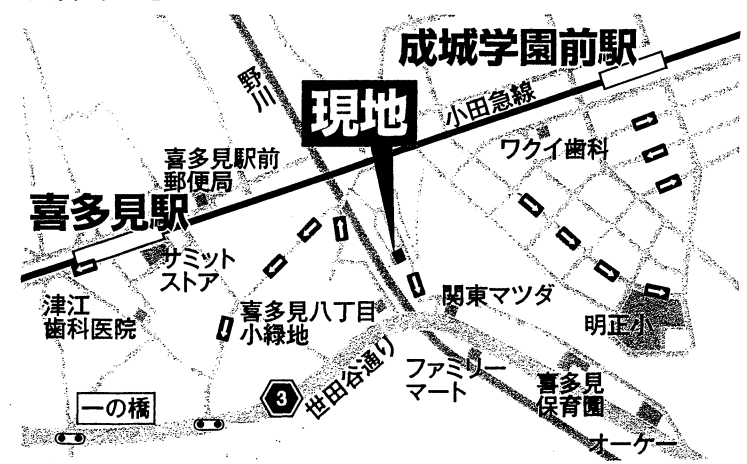 成城学園前駅
野川
小田急線
現地
ワクイ歯科
喜多見駅前
郵便局
喜多見駅
サミット
ストア
津江
歯科医院
喜多見八丁目
小緑地
関東マツダ
明正小
世田谷通り
ファミリー
マート
喜多見
保育園
3
一の橋
オーケー